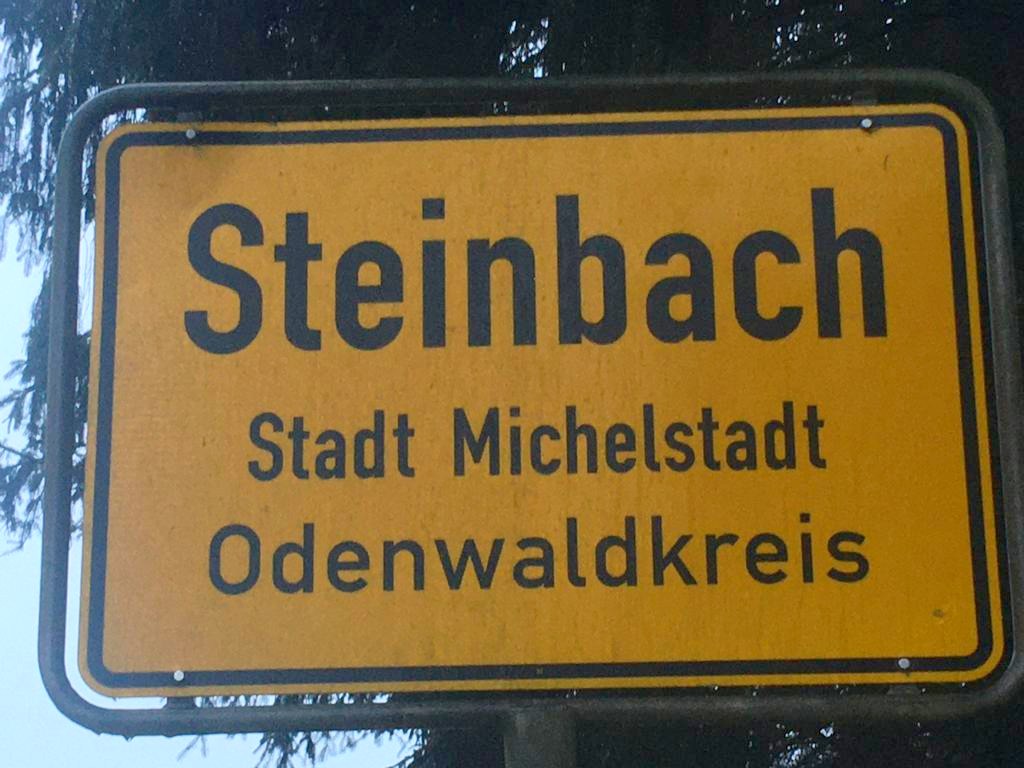 Steinbach
Stadt Michelstadt
Odenwaldkreis